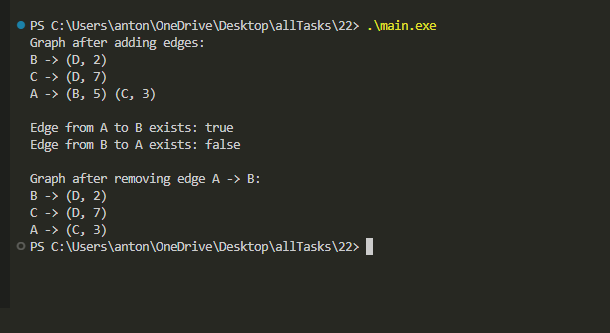 PS C:\Users\anton\OneDrive\Desktop\allTasks\22> .\main.exe
Graph after adding edges:
B -> (D, 2)
C -> (D, 7)
A -> (B, 5) (C, 3)
Edge from A to B exists: true
Edge from B to A exists: false
Graph after removing edge A -> B:
B -> (D, 2)
C -> (D, 7)
A -> (C, 3)
PS C:\Users\anton\OneDrive\Desktop\allTasks\22>